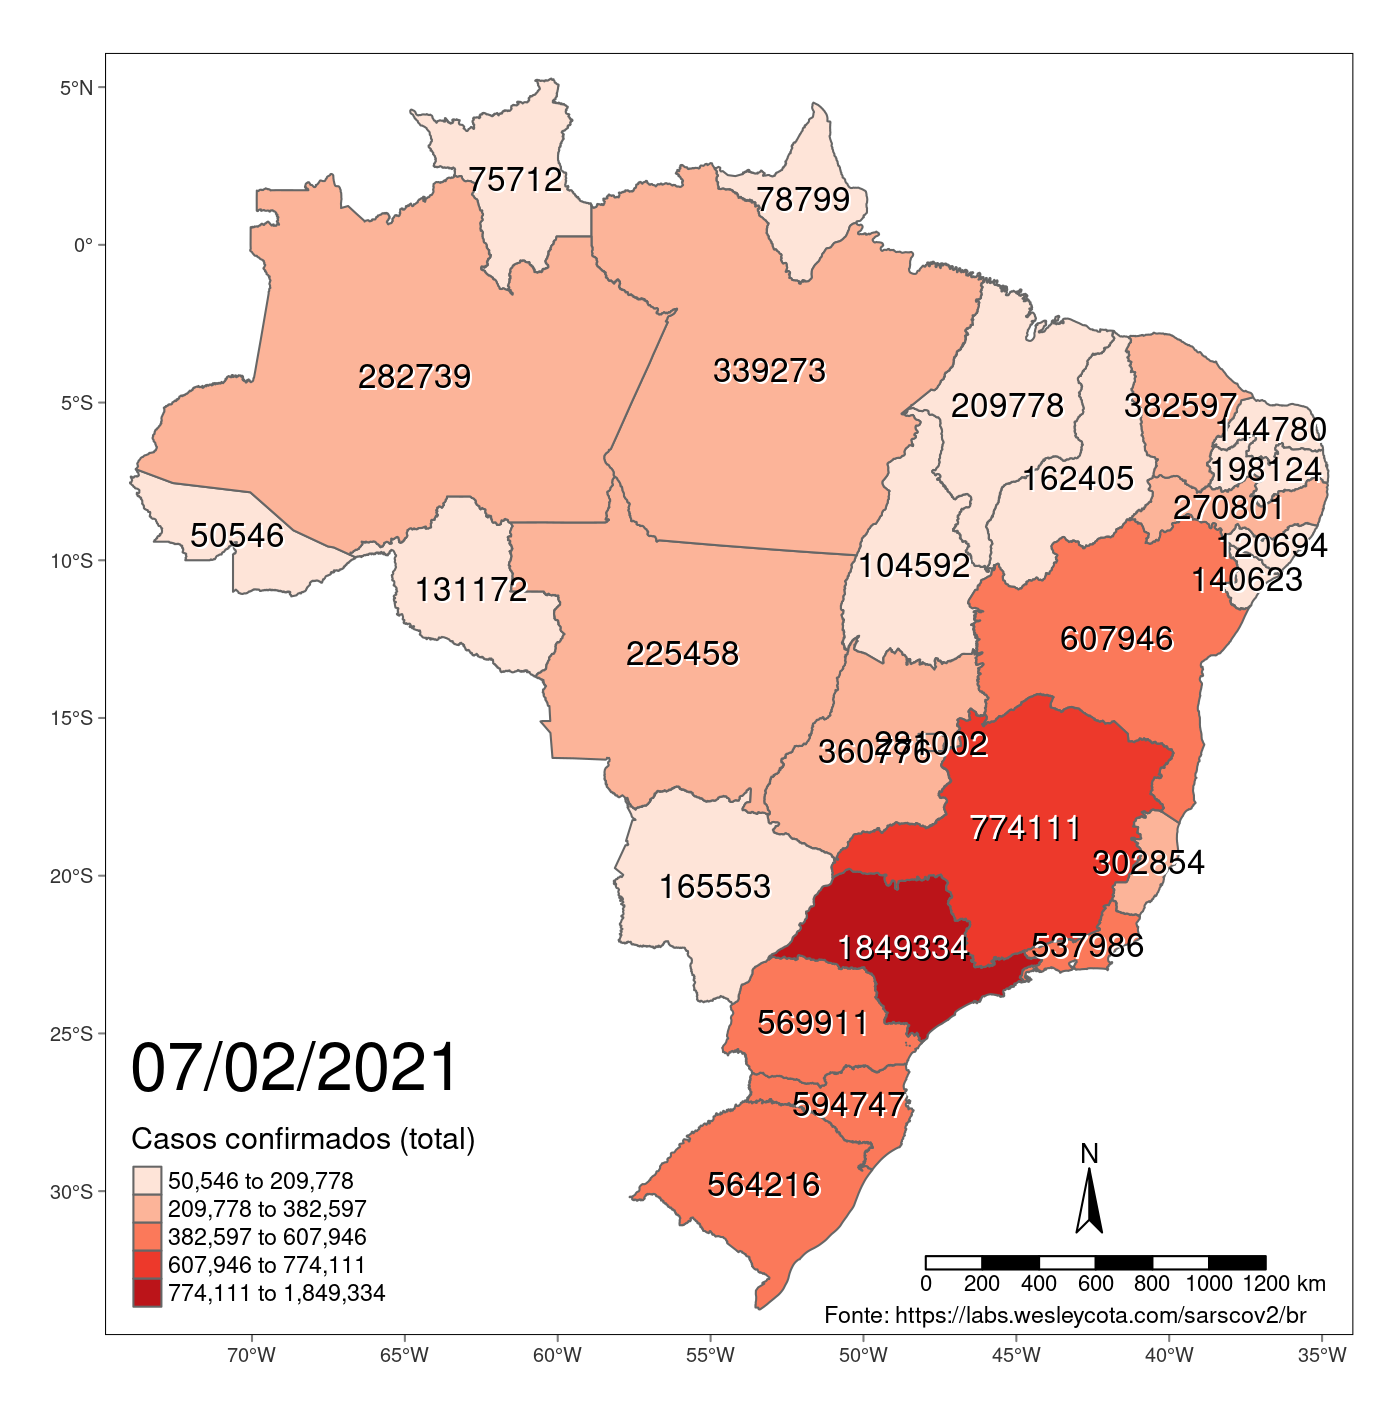 5°N
75712
78799
0°
282739
339273
5°S
209778
382597
144780
198124
162405
270801
50546
120694
10°S
104592
140623
131172
607946
225458
15°S
360776
281002
774111
302854
20°S
165553
1849334
537986
569911
25°S
07/02/2021
594747
Casos confirmados (total)
50,546 to 209,778
209,778 to 382,597
382,597 to 607,946
607,946 to 774,111
774,111 to 1,849,334
N
564216
30°S
0 200 400 600 800 1000 1200 km
Fonte: https://labs.wesleycota.com/sarscov2/br
70°W 65°W 60°W 55°W 50°W 45°W 40°W 35°W